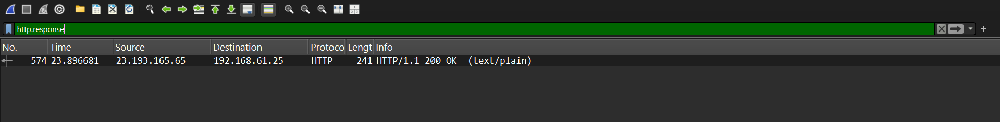 http.response
No. Time Source Destination Protoco Lengt Info
574 23.896681 23.193.165.65 192.168.61.25 HTTP 241 HTTP/1.1 200 OK (text/plain)